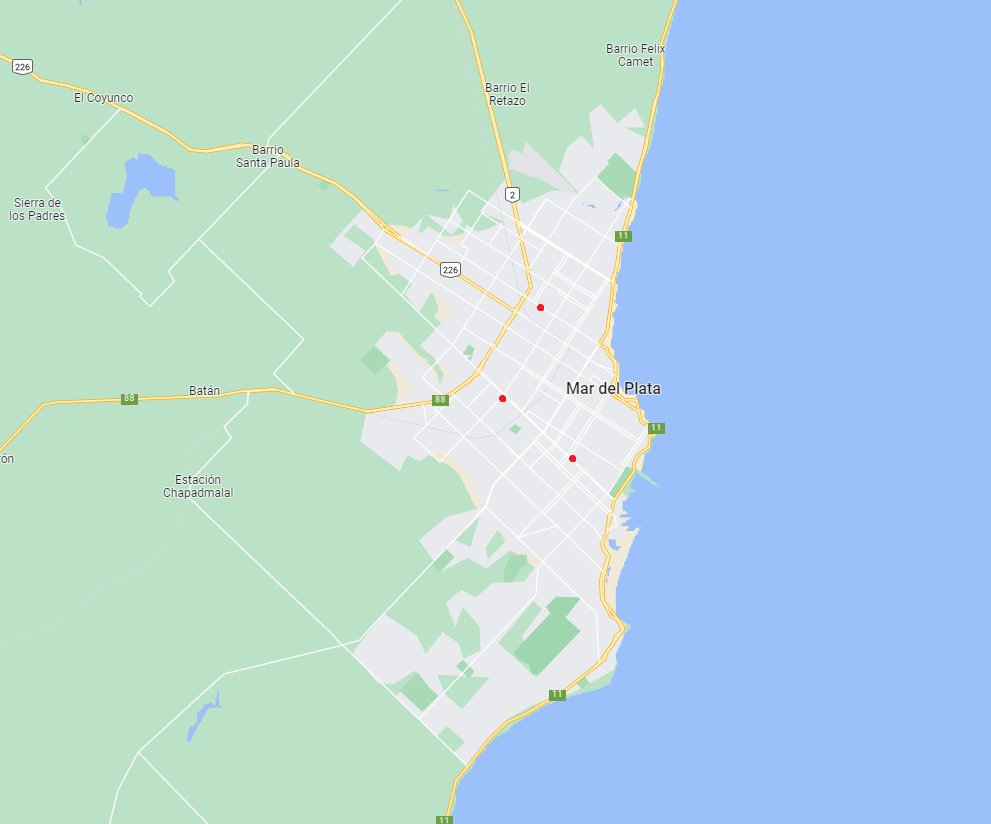 Barrio Felix
Camet
226
Barrio El
Retazo
El Coyunco
Barrio
Santa Paula
2
Sierra de
los Padres
11
226
Mar del Plata
Batán
88
88
11
ón
Estación
Chapadmalal
11
11